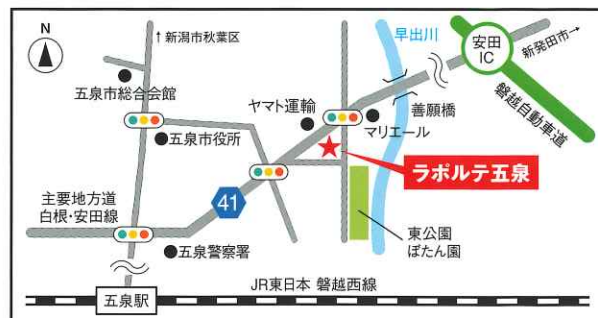 N
↑新潟市秋葉区
早出川
安田
IC
新発田市→
五泉市総合会館
ヤマト運輸
善願橋
磐越自動車道
五泉市役所
マリエール
ラポルテ五泉
主要地方道
白根・安田線
41
五泉警察署
東公園
ぼたん園
JR東日本 磐越西線
五泉駅